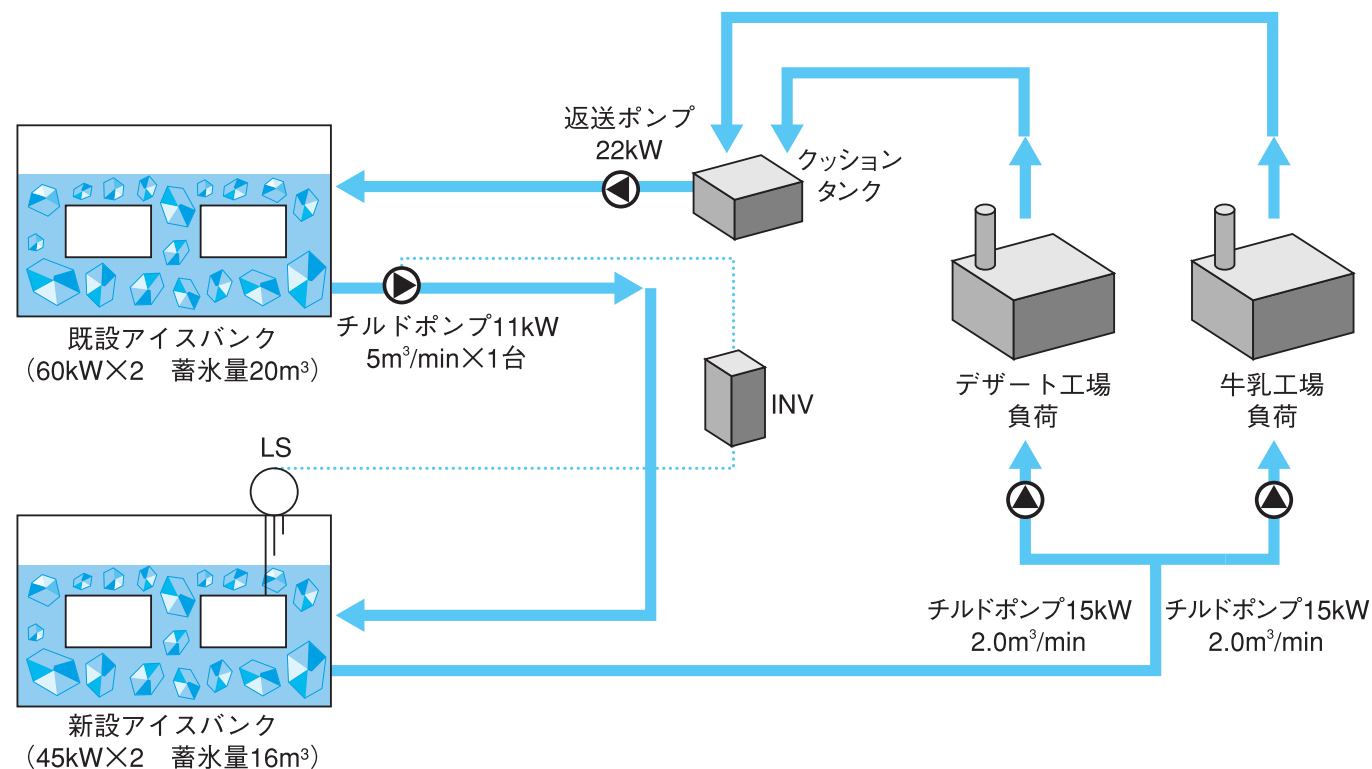 返送ポンプ
22kW
クッション
タンク
既設アイスバンク
(60kW×2 蓄氷量20m³)
チルドポンプ11kW
5m³/min×1台
INV
デザート工場
負荷
牛乳工場
負荷
LS
チルドポンプ15kW
2.0m³/min
チルドポンプ15kW
2.0m³/min
新設アイスバンク
(45kW×2 蓄氷量16m³)